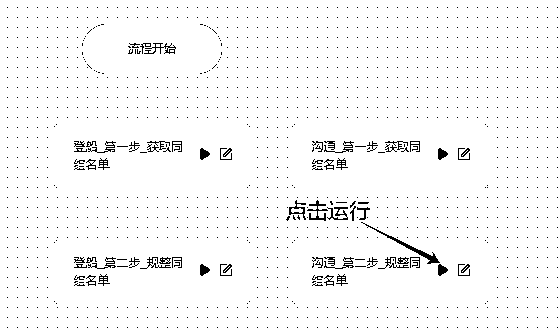 流程开始
登船_第一步_获取同
组名单
沟通_第一步_获取同
组名单
点击运行
登船_第二步_规整同
组名单
沟通_第二步_规整同
组名单